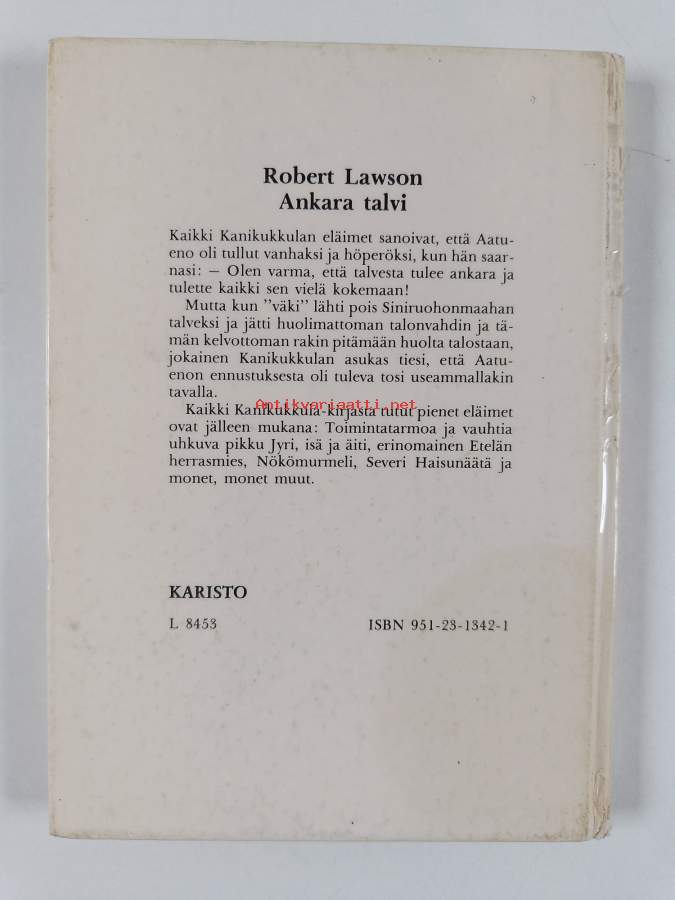 Robert Lawson
Ankara talvi
Kaikki Kanikukkulan eläimet sanoivat, että Aatu-
eno oli tullut vanhaksi ja höperöksi, kun hän saar-
nasi: — Olen varma, että talvesta tulee ankara ja
tulette kaikki sen vielä kokemaan!
Mutta kun ”väki” lähti pois Siniruohonmaahan
talveksi ja jätti huolimattoman talonvahdin ja tä-
män kelvottoman rakin pitämään huolta talostaan,
jokainen Kanikukkulan asukas tiesi, että Aatu-
enon ennustuksesta oli tuleva tosi useammallakin
tavalla.
Antikvariaatti.net
Kaikki Kanikukkula-kirjasta tutut pienet eläimet
ovat jälleen mukana: Toimintatarmoa ja vauhtia
uhkuva pikku Jyri, isä ja äiti, erinomainen Etelän
herrasmies, Nökömurmeli, Severi Haisunäätä ja
monet, monet muut.
KARISTO
L 8453
ISBN 951-23-1342-1